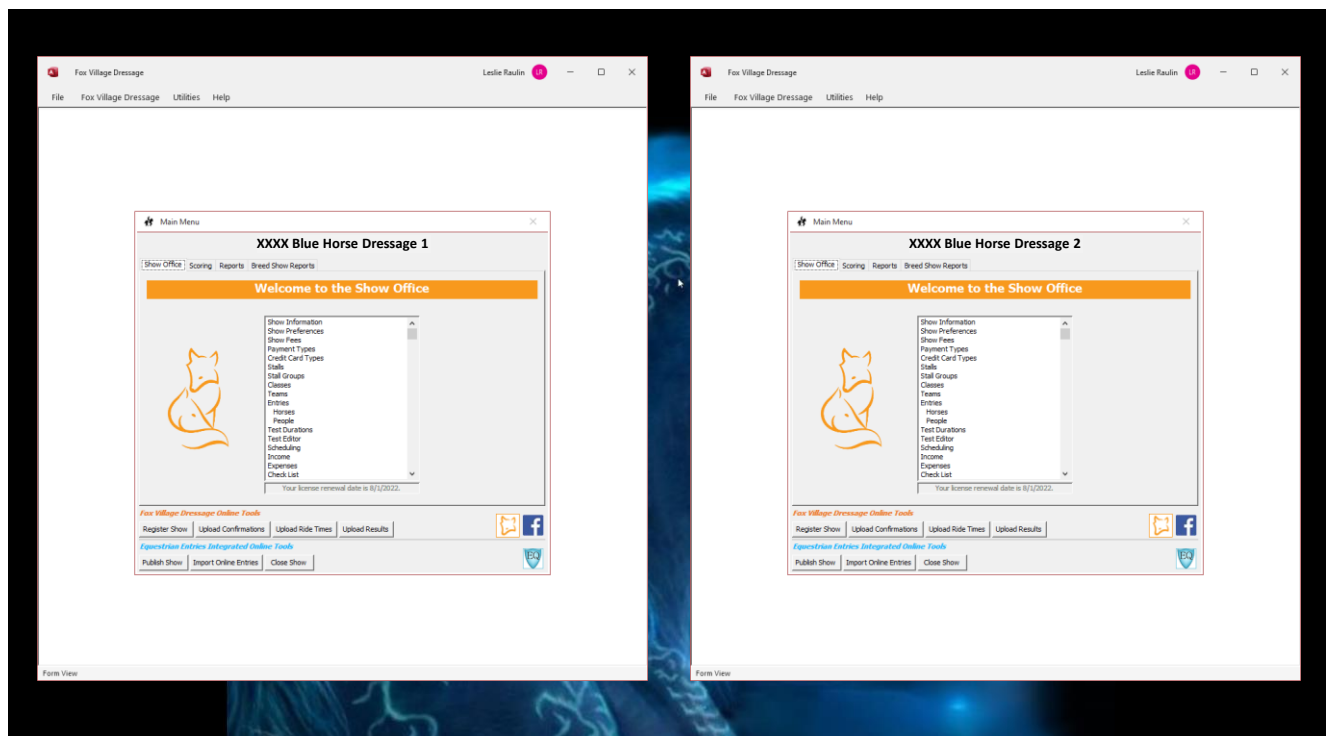 Fox Village Dressage
Leslie Raulin LR
File Fox Village Dressage Utilities Help
Main Menu
XXXX Blue Horse Dressage 1
Show Office Scoring Reports Breed Show Reports
Welcome to the Show Office
Show Information
Show Preferences
Show Fees
Payment Types
Credit Card Types
Stalls
Stall Groups
Classes
Teams
Entries
Horses
People
Test Durations
Test Editor
Scheduling
Income
Expenses
Check List
Your license renewal date is 8/1/2022.
Fox Village Dressage Online Tools
Register Show Upload Confirmations Upload Ride Times Upload Results
f
Equestrian Entries Integrated Online Tools
Publish Show Import Online Entries Close Show
EQ
Form View
Fox Village Dressage
Leslie Raulin LR
File Fox Village Dressage Utilities Help
Main Menu
XXXX Blue Horse Dressage 2
Show Office Scoring Reports Breed Show Reports
Welcome to the Show Office
Show Information
Show Preferences
Show Fees
Payment Types
Credit Card Types
Stalls
Stall Groups
Classes
Teams
Entries
Horses
People
Test Durations
Test Editor
Scheduling
Income
Expenses
Check List
Your license renewal date is 8/1/2022.
Fox Village Dressage Online Tools
Register Show Upload Confirmations Upload Ride Times Upload Results
f
Equestrian Entries Integrated Online Tools
Publish Show Import Online Entries Close Show
EQ
Form View